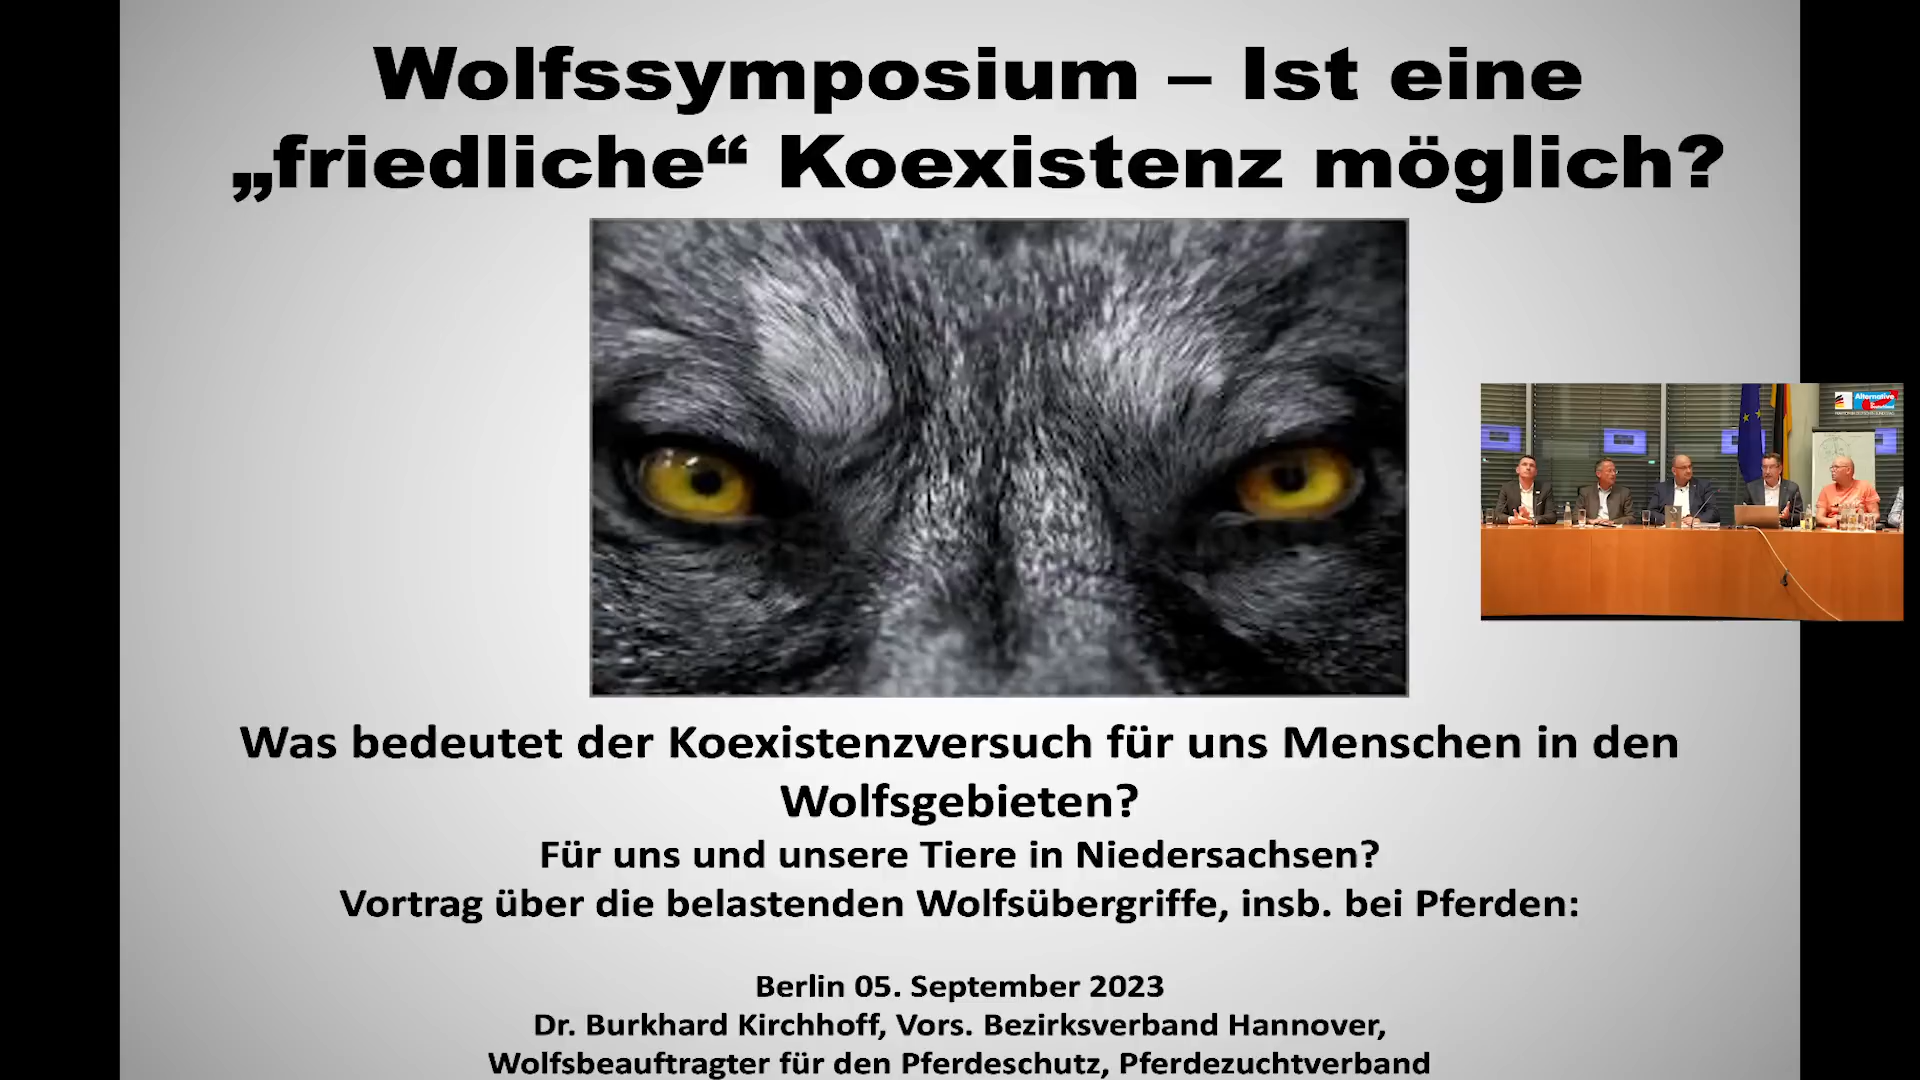 Wolfssymposium – Ist eine
„friedliche“ Koexistenz möglich?
Alternative
Was bedeutet der Koexistenzversuch für uns Menschen in den
Wolfsgebieten?
Für uns und unsere Tiere in Niedersachsen?
Vortrag über die belastenden Wolfsübergriffe, insb. bei Pferden:
Berlin 05. September 2023
Dr. Burkhard Kirchhoff, Vors. Bezirksverband Hannover,
Wolfsbeauftragter für den Pferdeschutz, Pferdezuchtverband